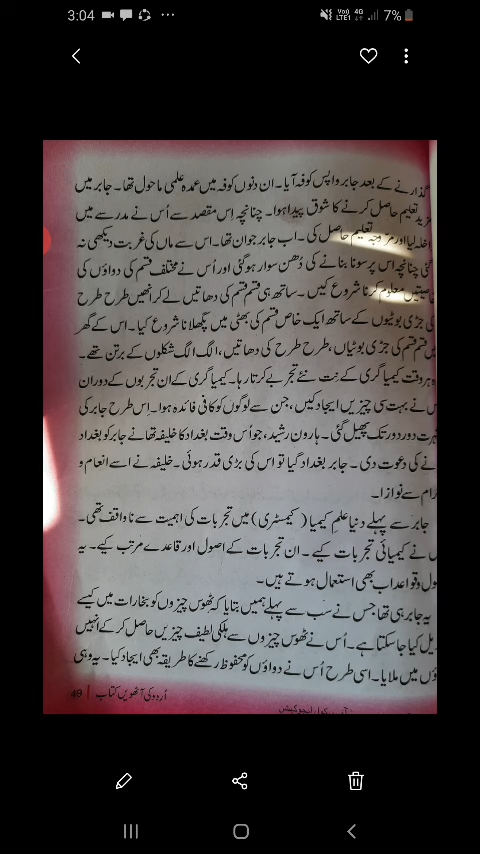 3:04
Vo))
LTE1
4G
7%
گذارنے کے بعد جابر واپس کوفہ آیا۔ ان دنوں کوفہ میں عمدہ علمی ماحول تھا۔ جابر میں
مزید تعلیم حاصل کرنے کا شوق پیدا ہوا۔ چنانچہ اِس مقصد سے اُس نے مدرسے میں
داخلہ لیا اور مروجہ تعلیم حاصل کی۔ اب جابر جوان تھا۔ اس سے ماں کی غربت دیکھی نہ
گئی چنانچہ اُس پر سونا بنانے کی دُھن سوار ہوگئی اور اُس نے مختلف قسم کی دواؤں کی
معلوم کرنا شروع کیں۔ ساتھ ہی قسم قسم کی دھاتیں لے کر انھیں طرح طرح
کی جڑی بوٹیوں کے ساتھ ایک خاص قسم کی بھٹی میں پگھلانا شروع کیا۔ اس کے گھر
میں قسم قسم کی جڑی بوٹیاں، طرح طرح کی دھاتیں، الگ الگ شکلوں کے برتن تھے۔
وہ ہر وقت کیمیا گری کے نِت نئے تجربے کرتا رہا۔ کیمیا گری کے ان تجربوں کے دوران
اس نے بہت سی چیزیں ایجاد کیں، جن سے لوگوں کو کافی فائدہ ہوا۔ اِس طرح جابر کی
شہرت دور دور تک پھیل گئی۔ ہارون رشید، جو اُس وقت بغداد کا خلیفہ تھا نے جابر کو بغداد
آنے کی دعوت دی۔ جابر بغداد گیا تو اس کی بڑی قدر ہوئی۔ خلیفہ نے اسے انعام و
اکرام سے نوازا۔
جابر سے پہلے دنیا علمِ کیمیا (کیمسٹری) میں تجربات کی اہمیت سے ناواقف تھی۔
اس نے کیمیائی تجربات کیے۔ ان تجربات کے اصول اور قاعدے مرتب کیے۔ یہ
اصول و قواعد اب بھی استعمال ہوتے ہیں۔
یہ جابر ہی تھا جس نے سب سے پہلے ہمیں بتایا کہ ٹھوس چیزوں کو بخارات میں کیسے
تبدیل کیا جاسکتا ہے۔ اُس نے ٹھوس چیزوں سے ہلکی لطیف چیزیں حاصل کرکے انہیں
دواؤں میں ملایا۔ اسی طرح اُس نے دواؤں کو محفوظ رکھنے کا طریقہ بھی ایجاد کیا۔ یہ وہی
اُردو کی آٹھویں کتاب | 49